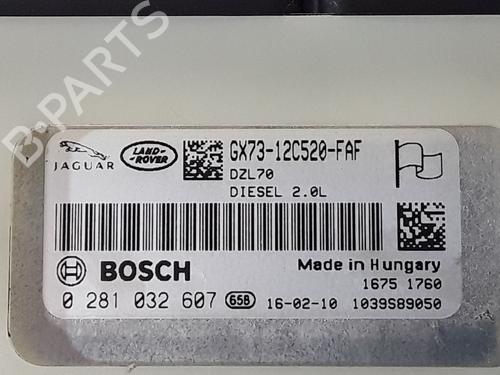 B-PARTS
JAGUAR
LAND-
ROVER
GX73-12C520-FAF
DZL70
DIESEL 2.0L
BOSCH
Made in Hungary
1675 1760
0 281 032 607 65B 16-02-10 1039S89050